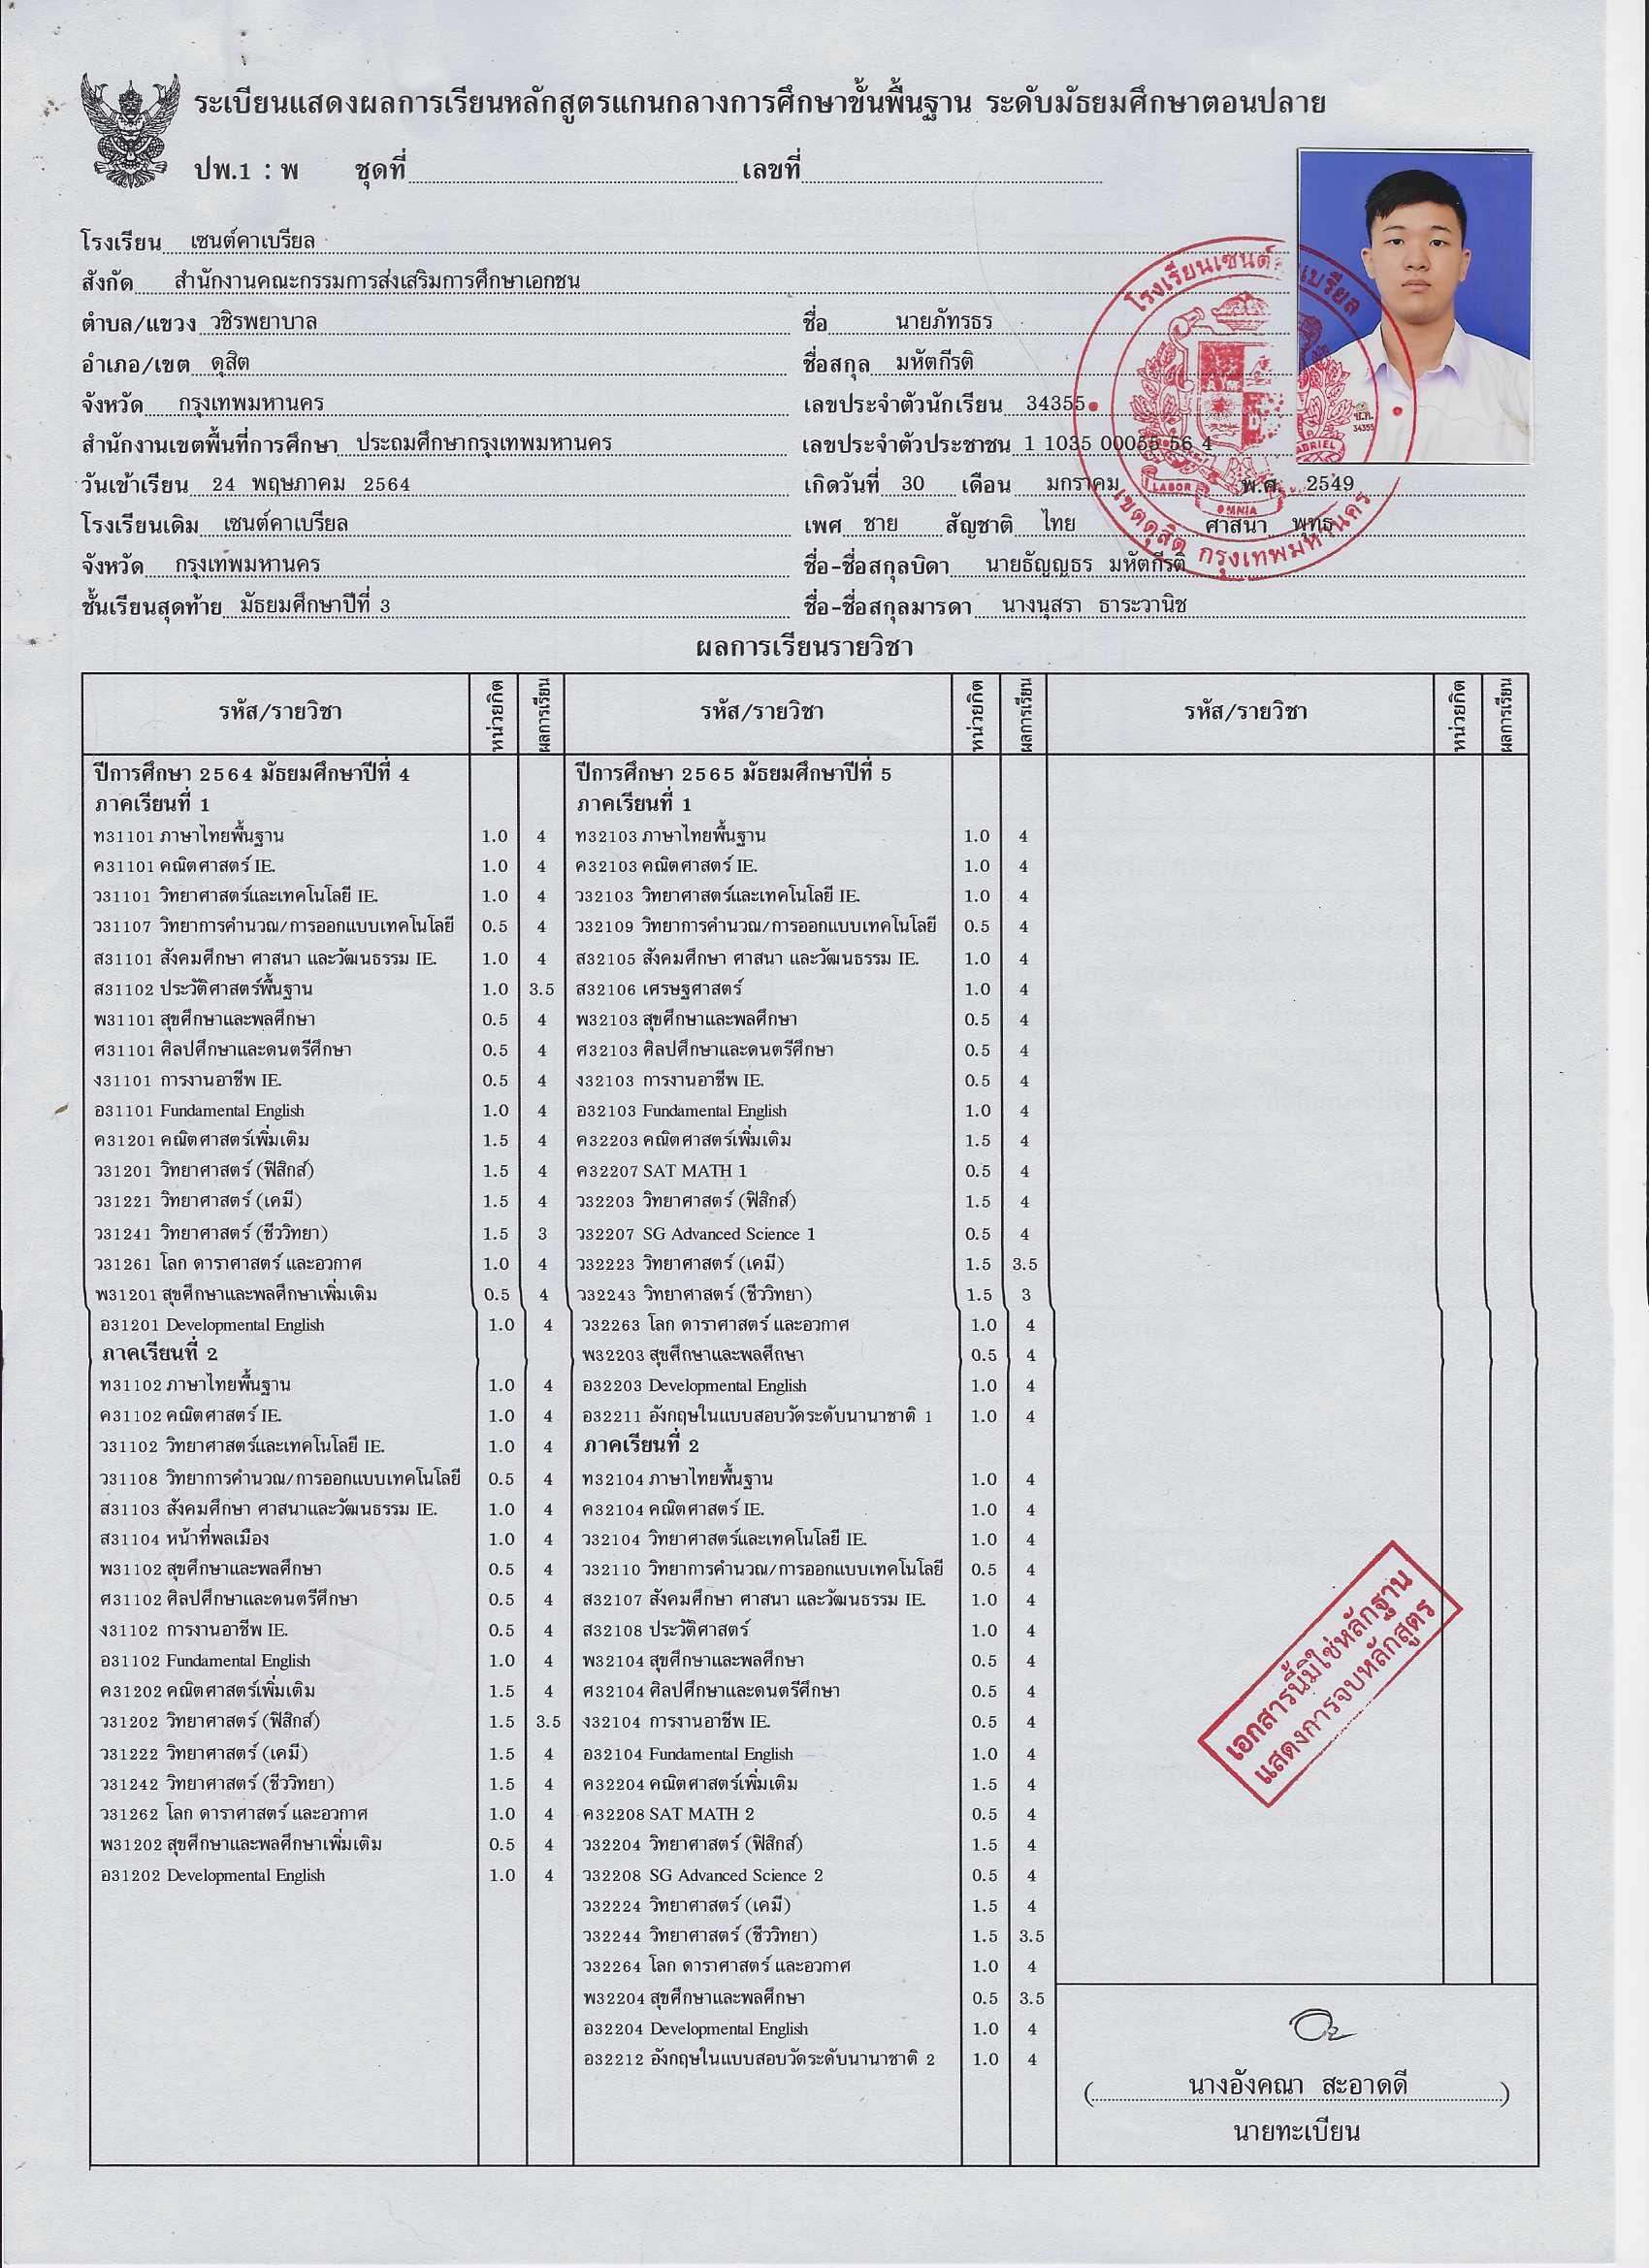 ระเบียนแสดงผลการเรียนหลักสูตรแกนกลางการศึกษาขั้นพื้นฐาน ระดับมัธยมศึกษาตอนปลาย
ปพ.1 : พ ชุดที่ เลขที่
โรงเรียน เซนต์คาเบรียล
สังกัด สำนักงานคณะกรรมการส่งเสริมการศึกษาเอกชน
ตำบล/แขวง วชิรพยาบาล
อำเภอ/เขต ดุสิต
จังหวัด กรุงเทพมหานคร
สำนักงานเขตพื้นที่การศึกษา ประถมศึกษากรุงเทพมหานคร
วันเข้าเรียน 24 พฤษภาคม 2564
โรงเรียนเดิม เซนต์คาเบรียล
จังหวัด กรุงเทพมหานคร
ชั้นเรียนสุดท้าย มัธยมศึกษาปีที่ 3
ชื่อ นายภัทรธร
ชื่อสกุล มหัตกีรติ
เลขประจำตัวนักเรียน 34355
เลขประจำตัวประชาชน 1 1035 00055 56 4
เกิดวันที่ 30 เดือน มกราคม พ.ศ. 2549
เพศ ชาย สัญชาติ ไทย ศาสนา พุทธ
ชื่อ-ชื่อสกุลบิดา นายธัญญธร มหัตกีรติ
ชื่อ-ชื่อสกุลมารดา นางนุสรา ธาระวานิช
โรงเรียนเซนต์ เบรียล
LABOR OMNIA ABRIEL
เขตดุสิต กรุงเทพมหานคร
34355
ผลการเรียนรายวิชา
รหัส/รายวิชา หน่วยกิต ผลการเรียน รหัส/รายวิชา หน่วยกิต ผลการเรียน รหัส/รายวิชา หน่วยกิต ผลการเรียน
ปีการศึกษา 2564 มัธยมศึกษาปีที่ 4
ภาคเรียนที่ 1
ท31101 ภาษาไทยพื้นฐาน 1.0 4
ค31101 คณิตศาสตร์ IE. 1.0 4
ว31101 วิทยาศาสตร์และเทคโนโลยี IE. 1.0 4
ว31107 วิทยาการคำนวณ/การออกแบบเทคโนโลยี 0.5 4
ส31101 สังคมศึกษา ศาสนา และวัฒนธรรม IE. 1.0 4
ส31102 ประวัติศาสตร์พื้นฐาน 1.0 3.5
พ31101 สุขศึกษาและพลศึกษา 0.5 4
ศ31101 ศิลปศึกษาและดนตรีศึกษา 0.5 4
ง31101 การงานอาชีพ IE. 0.5 4
อ31101 Fundamental English 1.0 4
ค31201 คณิตศาสตร์เพิ่มเติม 1.5 4
ว31201 วิทยาศาสตร์ (ฟิสิกส์) 1.5 4
ว31221 วิทยาศาสตร์ (เคมี) 1.5 4
ว31241 วิทยาศาสตร์ (ชีววิทยา) 1.5 3
ว31261 โลก ดาราศาสตร์ และอวกาศ 1.0 4
พ31201 สุขศึกษาและพลศึกษาเพิ่มเติม 0.5 4
อ31201 Developmental English 1.0 4
ภาคเรียนที่ 2
ท31102 ภาษาไทยพื้นฐาน 1.0 4
ค31102 คณิตศาสตร์ IE. 1.0 4
ว31102 วิทยาศาสตร์และเทคโนโลยี IE. 1.0 4
ว31108 วิทยาการคำนวณ/การออกแบบเทคโนโลยี 0.5 4
ส31103 สังคมศึกษา ศาสนาและวัฒนธรรม IE. 1.0 4
ส31104 หน้าที่พลเมือง 1.0 4
พ31102 สุขศึกษาและพลศึกษา 0.5 4
ศ31102 ศิลปศึกษาและดนตรีศึกษา 0.5 4
ง31102 การงานอาชีพ IE. 0.5 4
อ31102 Fundamental English 1.0 4
ค31202 คณิตศาสตร์เพิ่มเติม 1.5 4
ว31202 วิทยาศาสตร์ (ฟิสิกส์) 1.5 3.5
ว31222 วิทยาศาสตร์ (เคมี) 1.5 4
ว31242 วิทยาศาสตร์ (ชีววิทยา) 1.5 4
ว31262 โลก ดาราศาสตร์ และอวกาศ 1.0 4
พ31202 สุขศึกษาและพลศึกษาเพิ่มเติม 0.5 4
อ31202 Developmental English 1.0 4
ปีการศึกษา 2565 มัธยมศึกษาปีที่ 5
ภาคเรียนที่ 1
ท32103 ภาษาไทยพื้นฐาน 1.0 4
ค32103 คณิตศาสตร์ IE. 1.0 4
ว32103 วิทยาศาสตร์และเทคโนโลยี IE. 1.0 4
ว32109 วิทยาการคำนวณ/การออกแบบเทคโนโลยี 0.5 4
ส32105 สังคมศึกษา ศาสนา และวัฒนธรรม IE. 1.0 4
ส32106 เศรษฐศาสตร์ 1.0 4
พ32103 สุขศึกษาและพลศึกษา 0.5 4
ศ32103 ศิลปศึกษาและดนตรีศึกษา 0.5 4
ง32103 การงานอาชีพ IE. 0.5 4
อ32103 Fundamental English 1.0 4
ค32203 คณิตศาสตร์เพิ่มเติม 1.5 4
ค32207 SAT MATH 1 0.5 4
ว32203 วิทยาศาสตร์ (ฟิสิกส์) 1.5 4
ว32207 SG Advanced Science 1 0.5 4
ว32223 วิทยาศาสตร์ (เคมี) 1.5 3.5
ว32243 วิทยาศาสตร์ (ชีววิทยา) 1.5 3
ว32263 โลก ดาราศาสตร์ และอวกาศ 1.0 4
พ32203 สุขศึกษาและพลศึกษา 0.5 4
อ32203 Developmental English 1.0 4
อ32211 อังกฤษในแบบสอบวัดระดับนานาชาติ 1 1.0 4
ภาคเรียนที่ 2
ท32104 ภาษาไทยพื้นฐาน 1.0 4
ค32104 คณิตศาสตร์ IE. 1.0 4
ว32104 วิทยาศาสตร์และเทคโนโลยี IE. 1.0 4
ว32110 วิทยาการคำนวณ/การออกแบบเทคโนโลยี 0.5 4
ส32107 สังคมศึกษา ศาสนา และวัฒนธรรม IE. 1.0 4
ส32108 ประวัติศาสตร์ 1.0 4
พ32104 สุขศึกษาและพลศึกษา 0.5 4
ศ32104 ศิลปศึกษาและดนตรีศึกษา 0.5 4
ง32104 การงานอาชีพ IE. 0.5 4
อ32104 Fundamental English 1.0 4
ค32204 คณิตศาสตร์เพิ่มเติม 1.5 4
ค32208 SAT MATH 2 0.5 4
ว32204 วิทยาศาสตร์ (ฟิสิกส์) 1.5 4
ว32208 SG Advanced Science 2 0.5 4
ว32224 วิทยาศาสตร์ (เคมี) 1.5 4
ว32244 วิทยาศาสตร์ (ชีววิทยา) 1.5 3.5
ว32264 โลก ดาราศาสตร์ และอวกาศ 1.0 4
พ32204 สุขศึกษาและพลศึกษา 0.5 3.5
อ32204 Developmental English 1.0 4
อ32212 อังกฤษในแบบสอบวัดระดับนานาชาติ 2 1.0 4
เอกสารนี้มิใช่หลักฐาน
แสดงการจบหลักสูตร
(นางอังคณา สะอาดดี)
นายทะเบียน